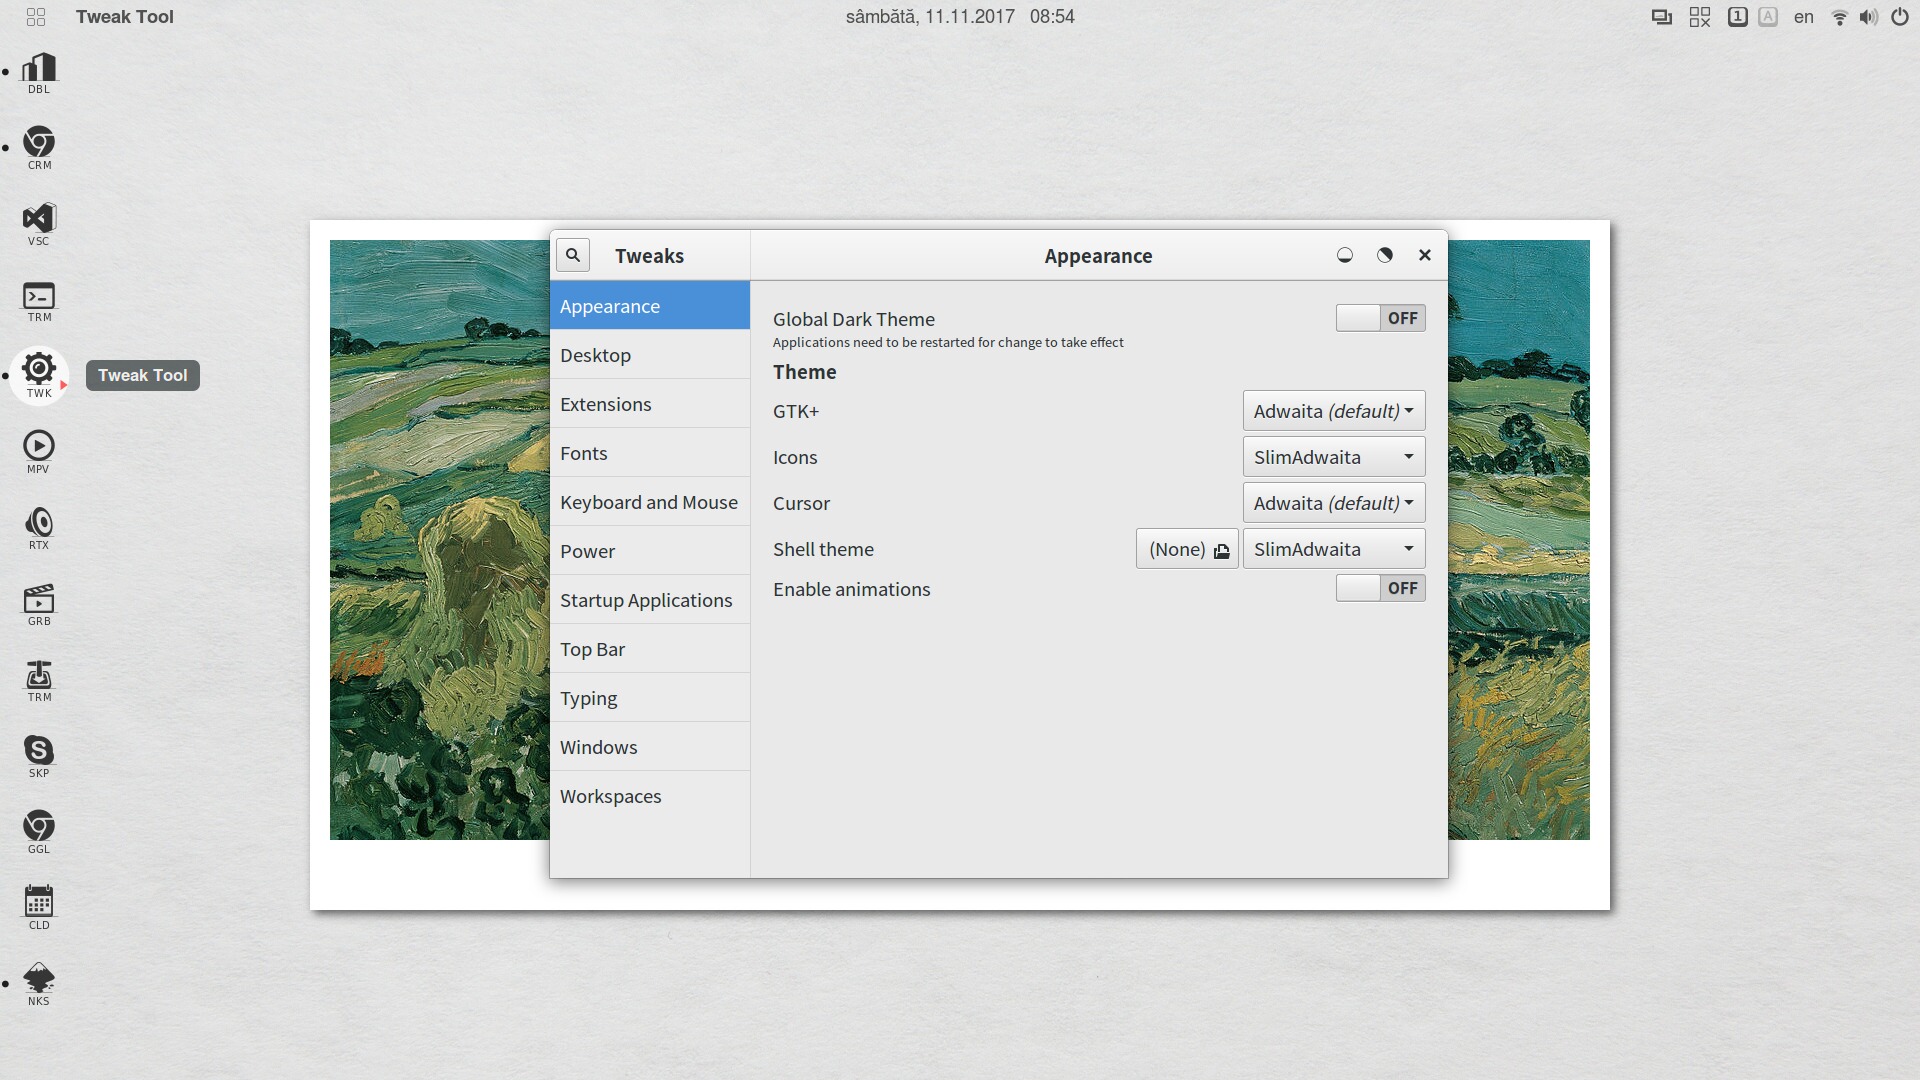 Tweak Tool
sâmbătă, 11.11.2017 08:54
1 A en
DBL
CRM
VSC
TRM
TWK
Tweak Tool
MPV
RTX
GRB
TRM
SKP
GGL
CLD
NKS
Tweaks
Appearance
Appearance
Desktop
Extensions
Fonts
Keyboard and Mouse
Power
Startup Applications
Top Bar
Typing
Windows
Workspaces
Global Dark Theme OFF
Applications need to be restarted for change to take effect
Theme
GTK+ Adwaita (default)
Icons SlimAdwaita
Cursor Adwaita (default)
Shell theme (None) SlimAdwaita
Enable animations OFF